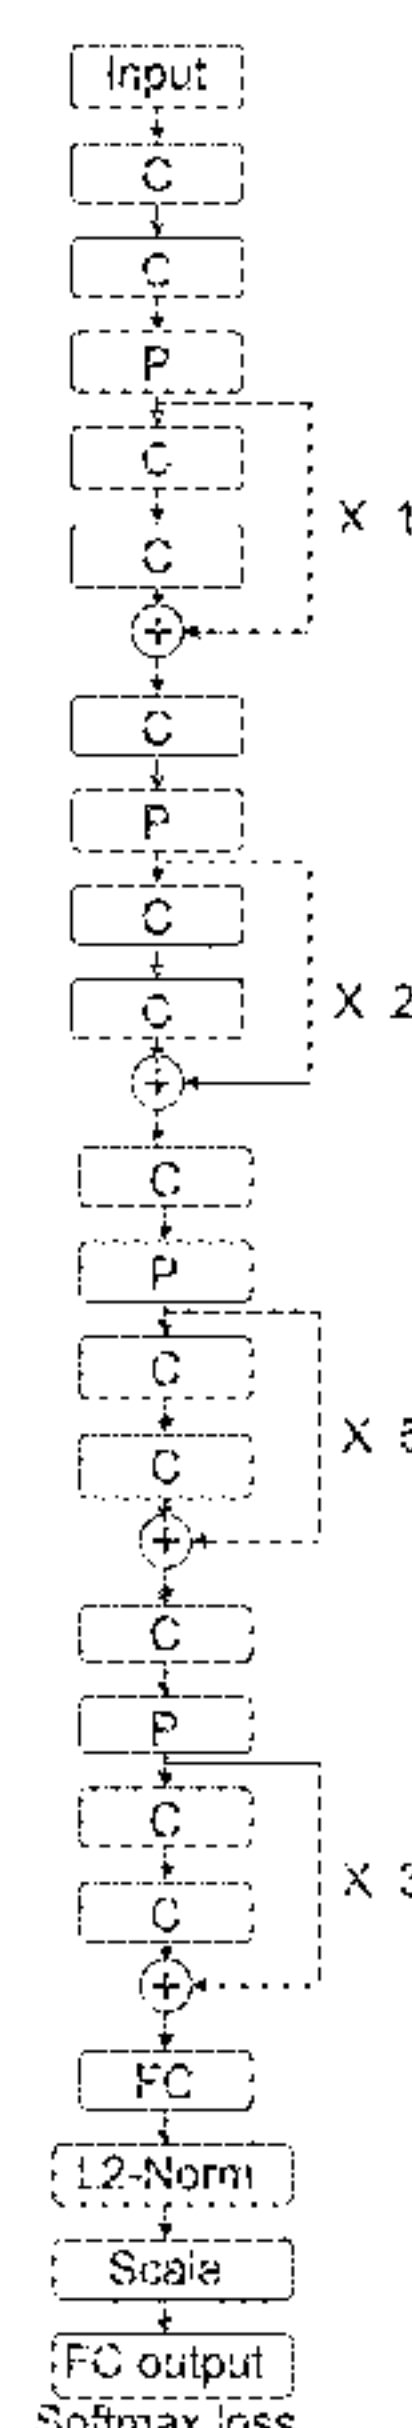 Input
C
C
P
C
X 1
C
+
C
P
C
X 2
C
+
C
P
C
X 5
C
+
C
P
C
X 3
C
+
FC
L2-Norm
Scale
FC output
Softmax loss